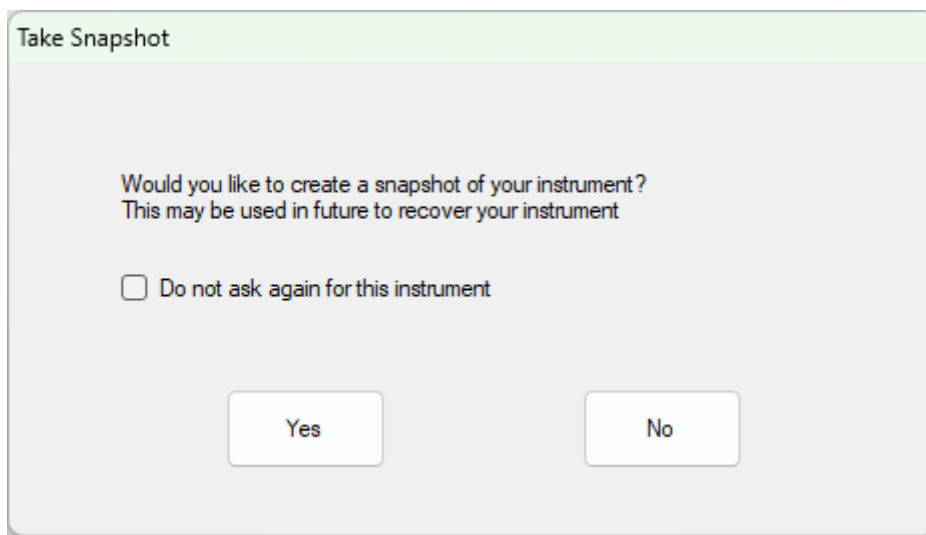 Take Snapshot
Would you like to create a snapshot of your instrument?
This may be used in future to recover your instrument
Do not ask again for this instrument
Yes
No